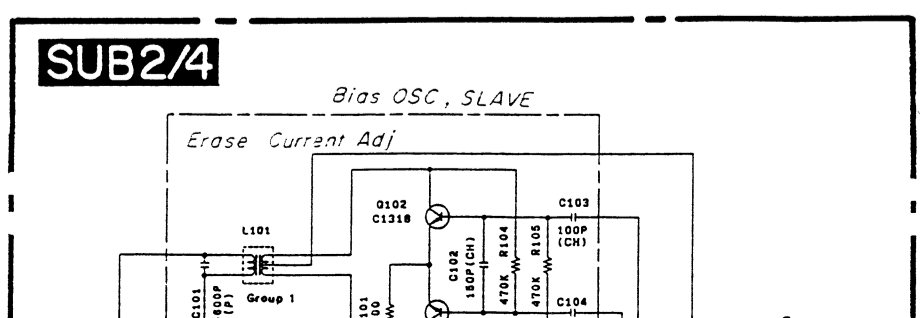 SUB2/4
Bias OSC, SLAVE
Erase Current Adj
Q102
C1318
C103
100P
(CH)
L101
Group 1
C102
150P(CH)
R104
470K
R105
470K
C104
C101